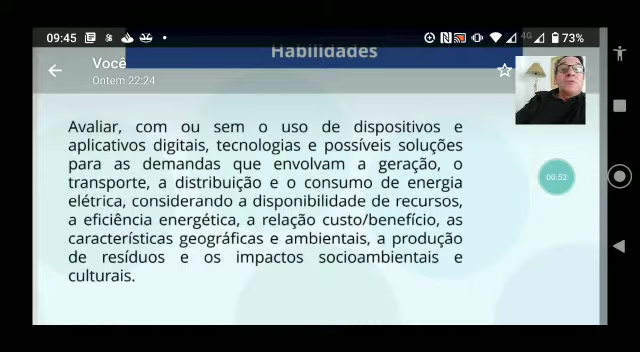 09:45
4G
73%
Habilidades
Você
Ontem 22:24
00:52
Avaliar, com ou sem o uso de dispositivos e
aplicativos digitais, tecnologias e possíveis soluções
para as demandas que envolvam a geração, o
transporte, a distribuição e o consumo de energia
elétrica, considerando a disponibilidade de recursos,
a eficiência energética, a relação custo/benefício, as
características geográficas e ambientais, a produção
de resíduos e os impactos socioambientais e
culturais.